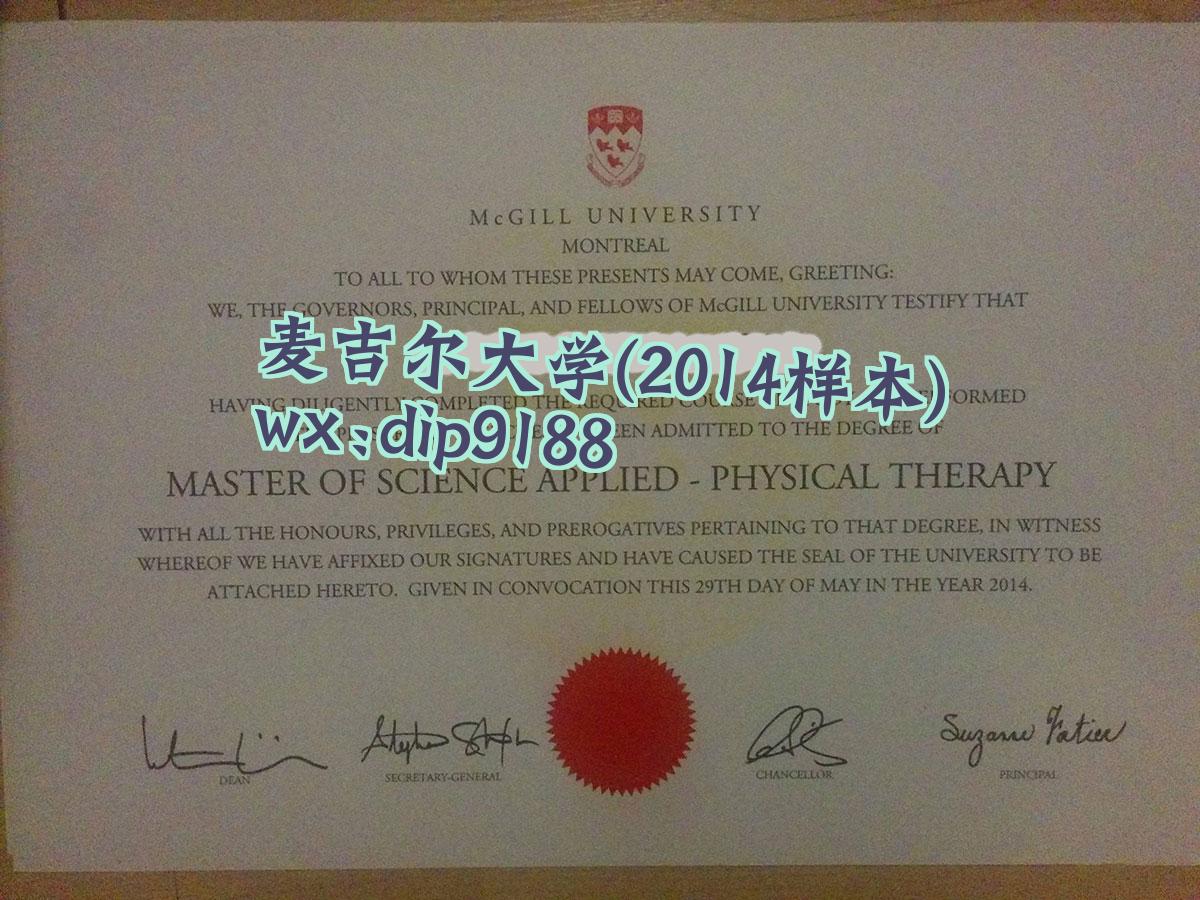 McGILL UNIVERSITY
MONTREAL
TO ALL TO WHOM THESE PRESENTS MAY COME, GREETING:
WE, THE GOVERNORS, PRINCIPAL, AND FELLOWS OF McGILL UNIVERSITY TESTIFY THAT
麦吉尔大学(2014样本)
HAVING DILIGENTLY COMPLETED THE REQUIRED COURSE
wx:dip9188
BEEN ADMITTED TO THE DEGREE OF
MASTER OF SCIENCE APPLIED - PHYSICAL THERAPY
WITH ALL THE HONOURS, PRIVILEGES, AND PREROGATIVES PERTAINING TO THAT DEGREE, IN WITNESS
WHEREOF WE HAVE AFFIXED OUR SIGNATURES AND HAVE CAUSED THE SEAL OF THE UNIVERSITY TO BE
ATTACHED HERETO. GIVEN IN CONVOCATION THIS 29TH DAY OF MAY IN THE YEAR 2014.
Suzanne Fortier
DEAN SECRETARY-GENERAL CHANCELLOR PRINCIPAL